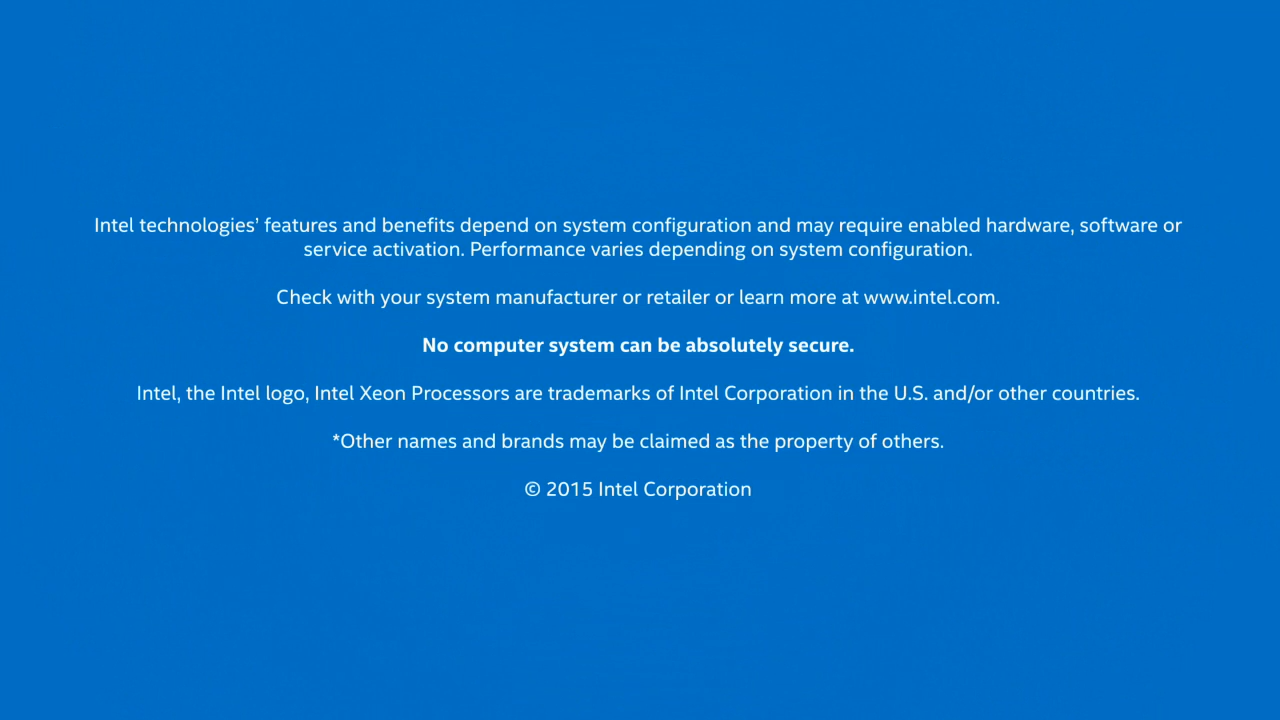 Intel technologies’ features and benefits depend on system configuration and may require enabled hardware, software or
service activation. Performance varies depending on system configuration.
Check with your system manufacturer or retailer or learn more at www.intel.com.
No computer system can be absolutely secure.
Intel, the Intel logo, Intel Xeon Processors are trademarks of Intel Corporation in the U.S. and/or other countries.
*Other names and brands may be claimed as the property of others.
© 2015 Intel Corporation